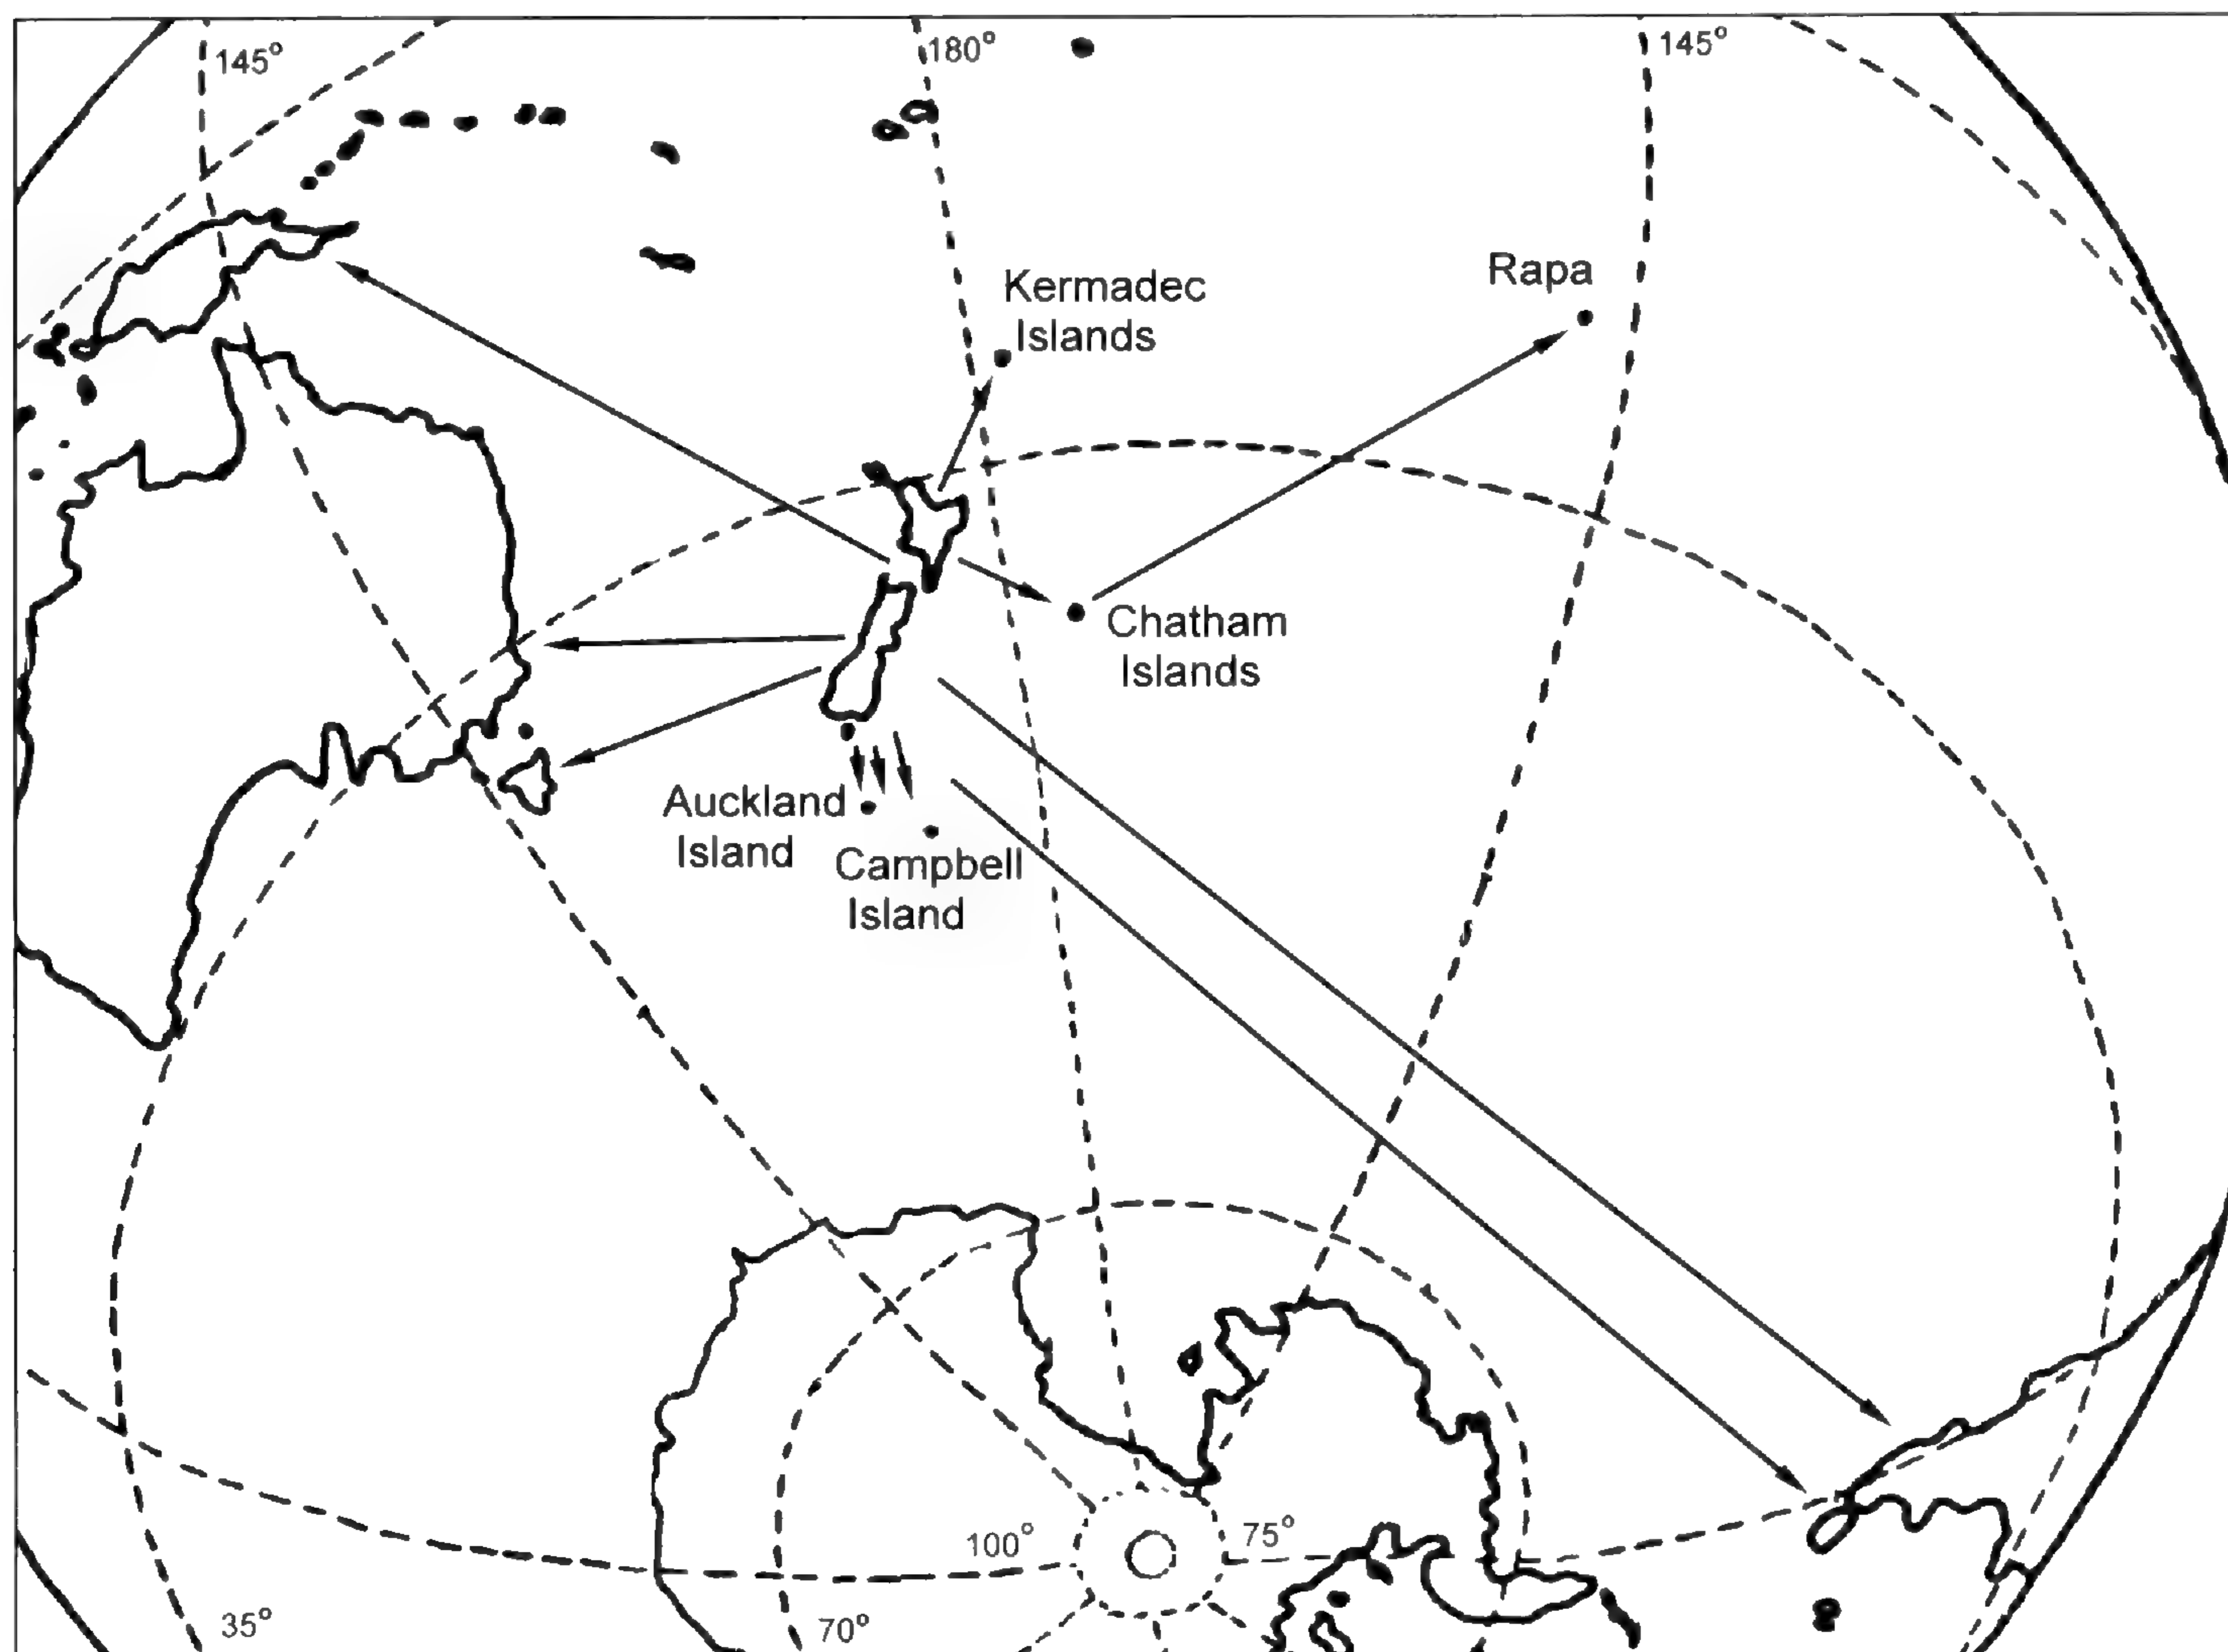 145°
180°
145°
Kermadec
Islands
Rapa
Chatham
Islands
Auckland
Island
Campbell
Island
100°
75°
35°
70°